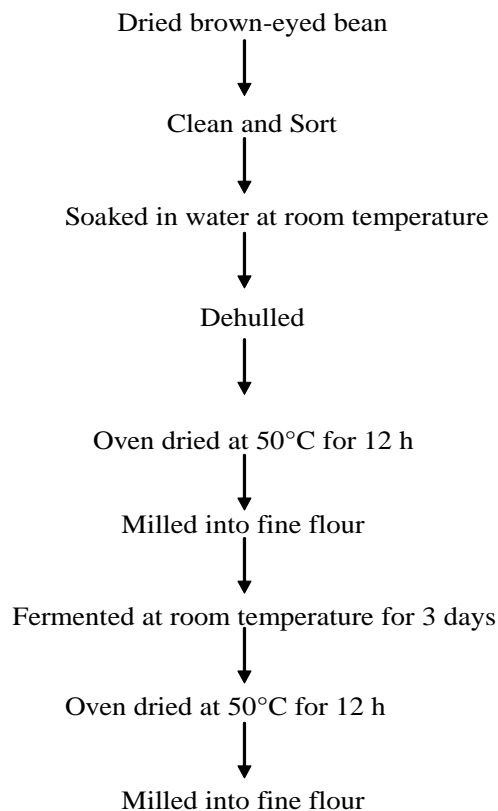 Dried brown-eyed bean
Clean and Sort
Soaked in water at room temperature
Dehulled
Oven dried at 50°C for 12 h
Milled into fine flour
Fermented at room temperature for 3 days
Oven dried at 50°C for 12 h
Milled into fine flour